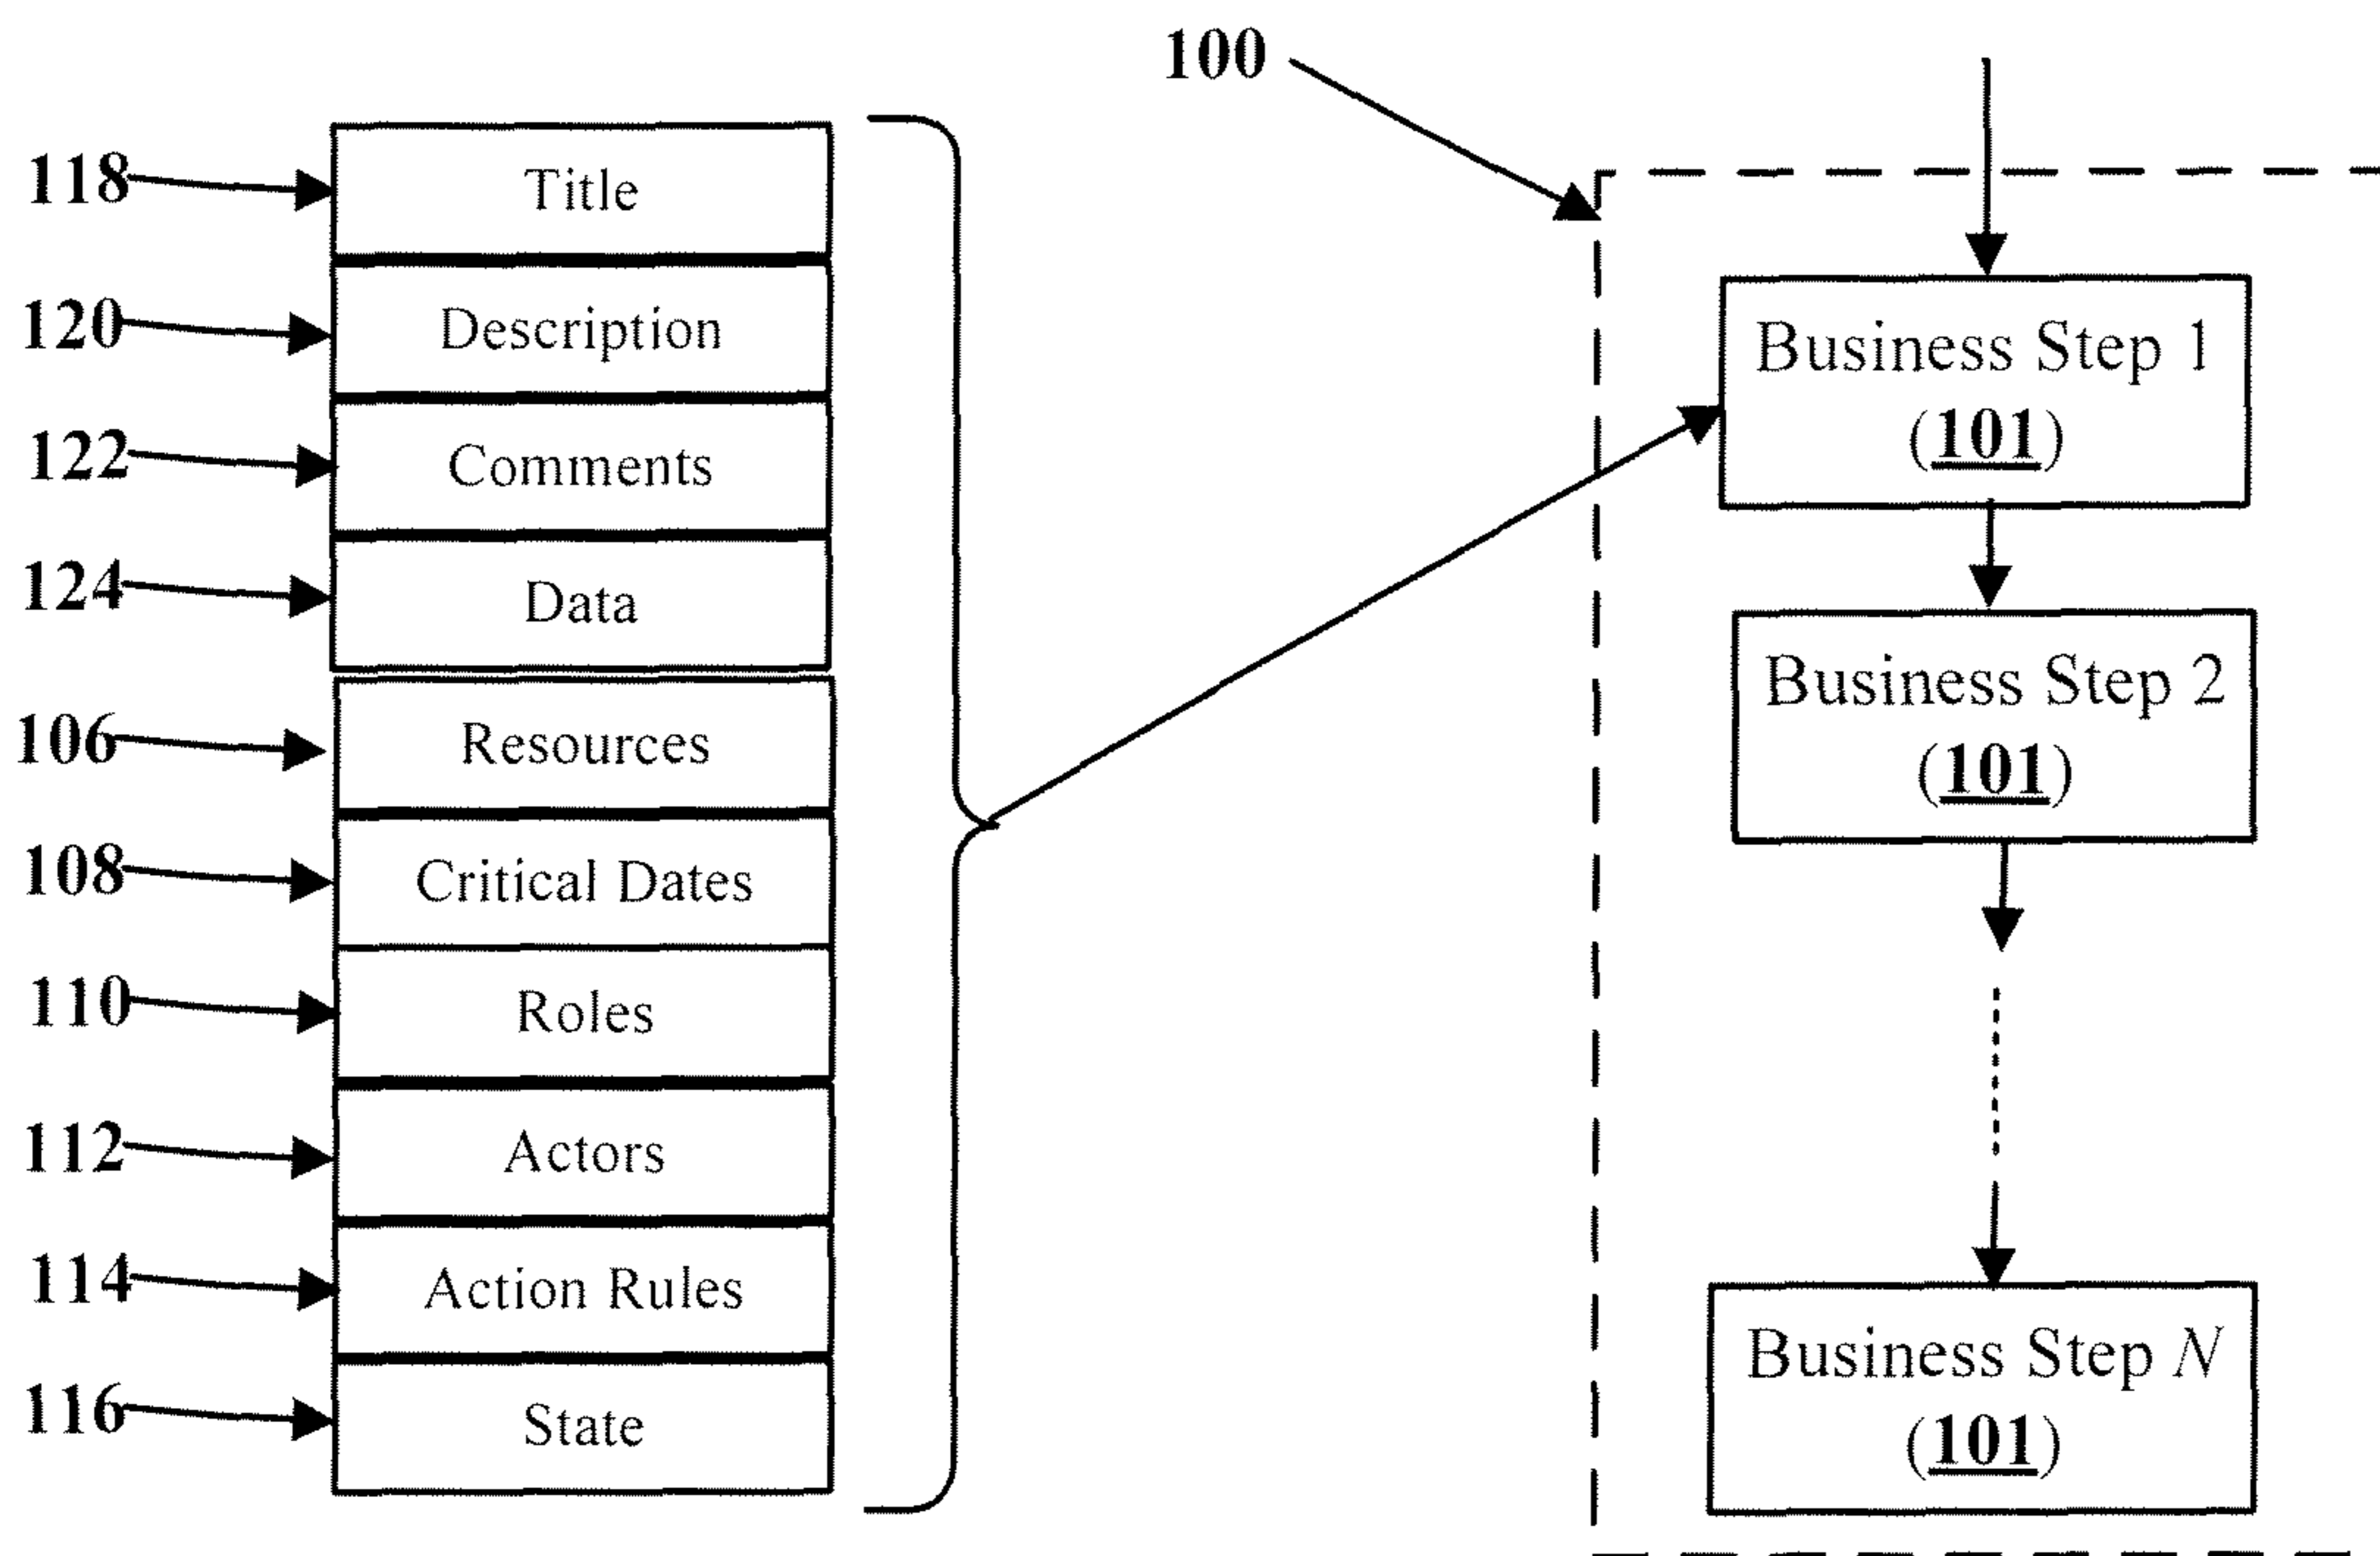 100
118 Title
120 Description
122 Comments
124 Data
106 Resources
108 Critical Dates
110 Roles
112 Actors
114 Action Rules
116 State
Business Step 1
(101)
Business Step 2
(101)
Business Step N
(101)